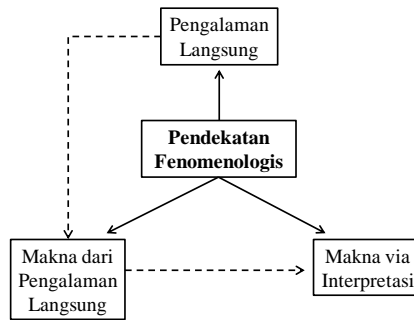 Pengalaman
Langsung
Pendekatan
Fenomenologis
Makna dari
Pengalaman
Langsung
Makna via
Interpretasi